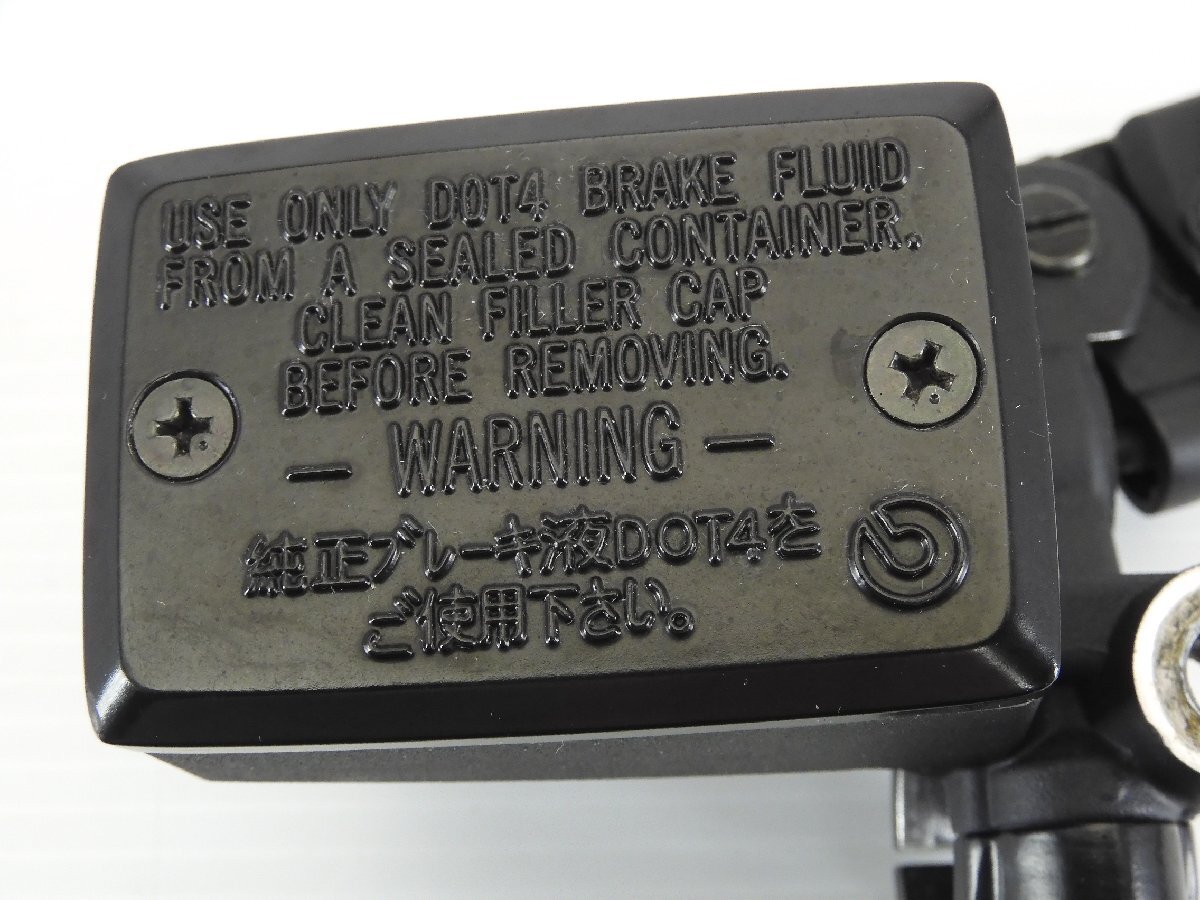 USE ONLY DOT4 BRAKE FLUID
FROM A SEALED CONTAINER.
CLEAN FILLER CAP
BEFORE REMOVING.
— WARNING —
純正ブレーキ液DOT4を
ご使用下さい。